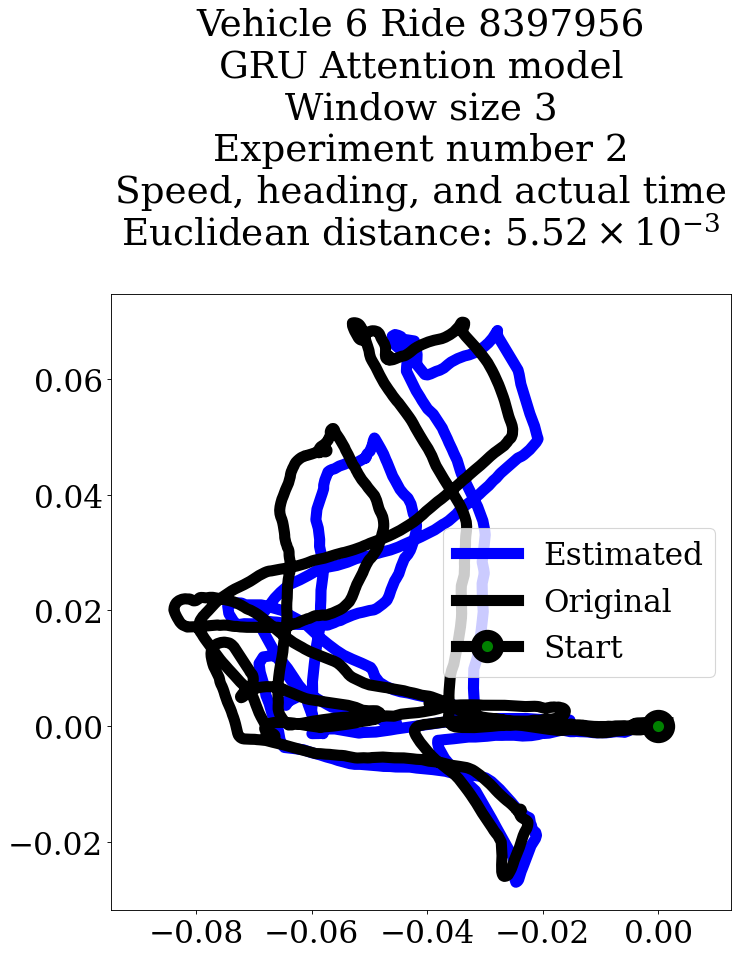 Vehicle 6 Ride 8397956
GRU Attention model
Window size 3
Experiment number 2
Speed, heading, and actual time
Euclidean distance: 5.52 × 10⁻³
0.06
0.04
0.02
0.00
−0.02
Estimated
Original
Start
−0.08 −0.06 −0.04 −0.02 0.00